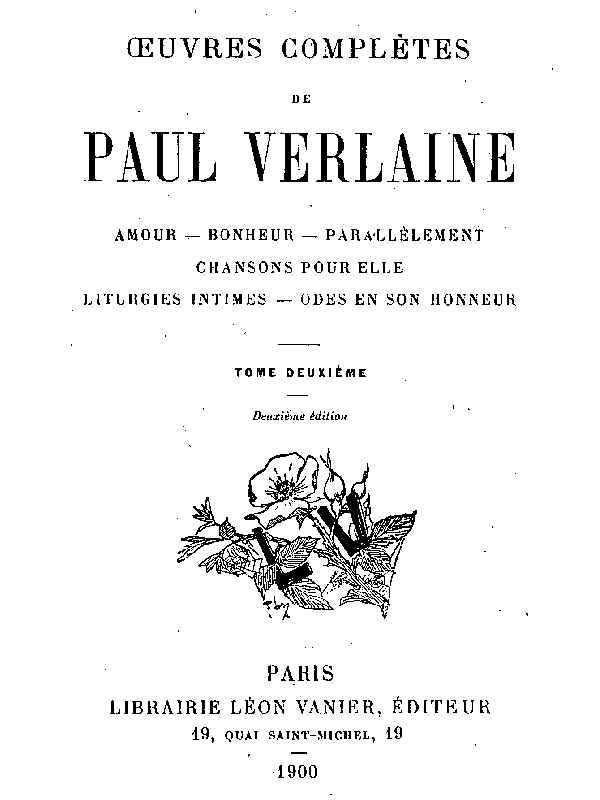 ŒUVRES COMPLÈTES
DE
PAUL VERLAINE
AMOUR — BONHEUR — PARALLÈLEMENT
CHANSONS POUR ELLE
LITURGIES INTIMES — ODES EN SON HONNEUR
TOME DEUXIÈME
Deuxième édition
L V
PARIS
LIBRAIRIE LÉON VANIER, ÉDITEUR
19, QUAI SAINT-MICHEL, 19
1900